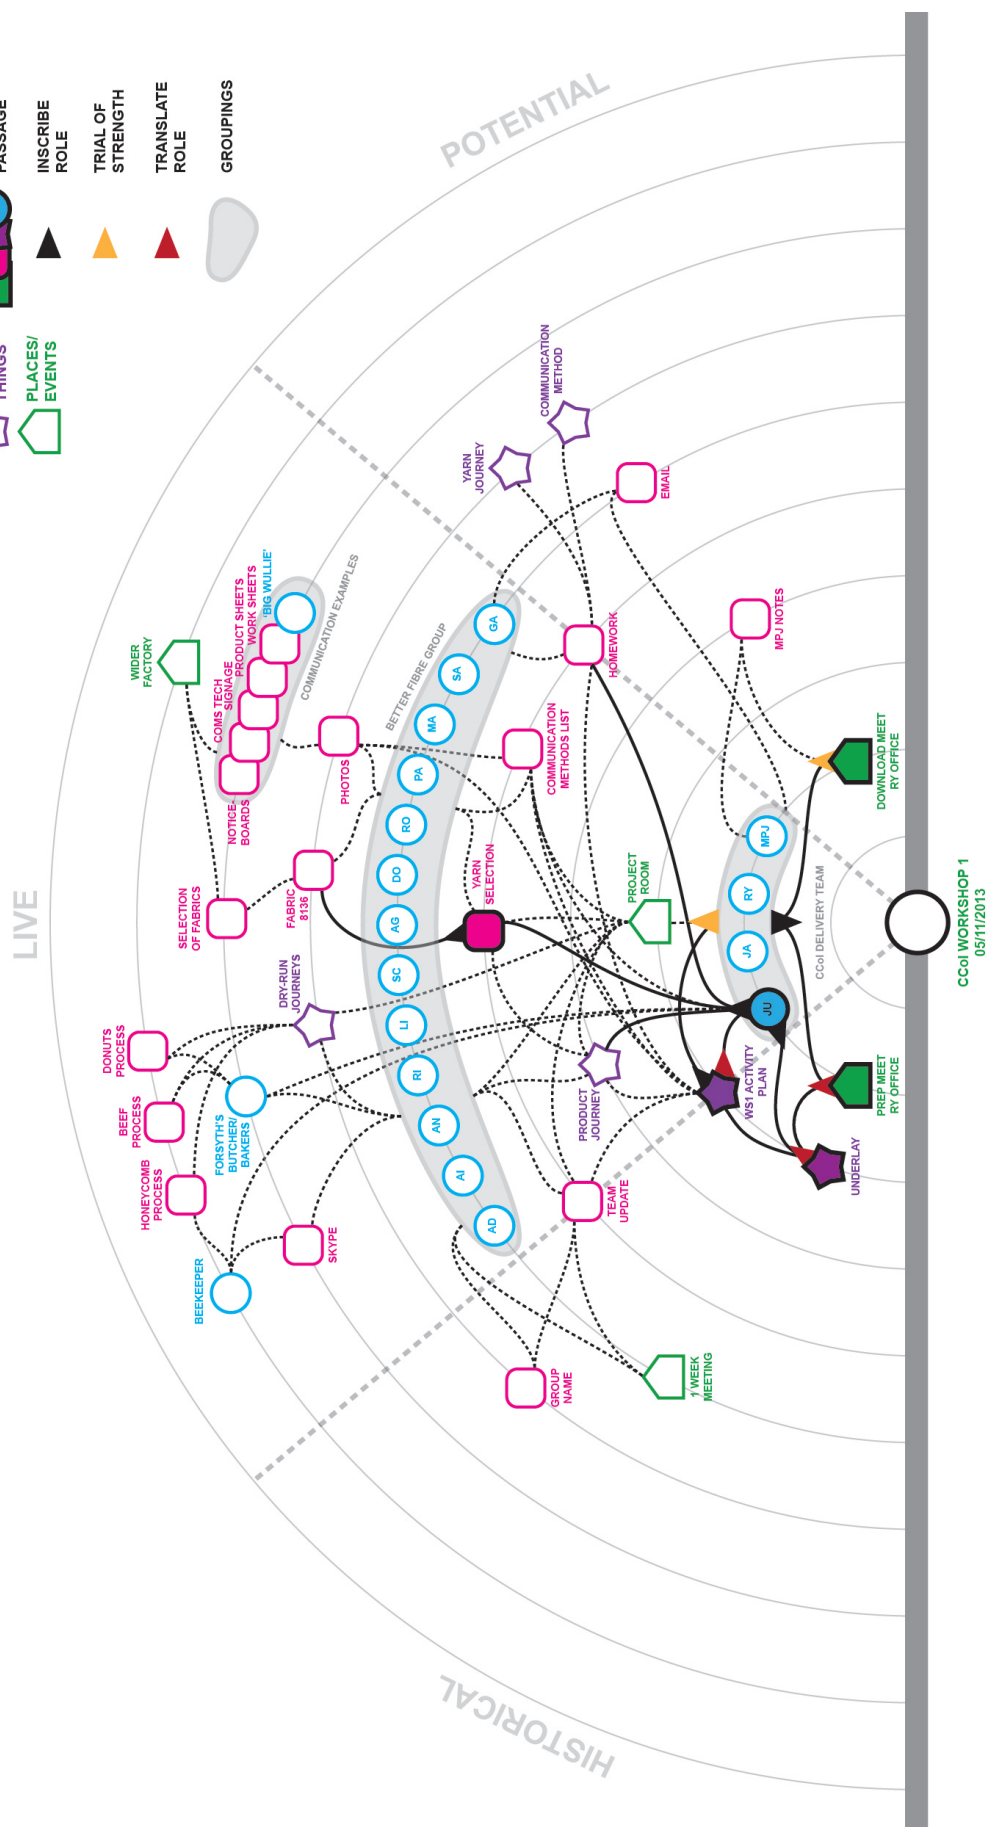 PASSAGE
INSCRIBE
ROLE
TRIAL OF
STRENGTH
TRANSLATE
ROLE
GROUPINGS
THINGS
PLACES/
EVENTS
HISTORICAL
LIVE
POTENTIAL
DONUTS
PROCESS
BEEF
PROCESS
HONEYCOMB
PROCESS
FORSYTH'S
BUTCHER/
BAKERS
BEEKEEPER
SKYPE
DRY-RUN
JOURNEYS
SELECTION
OF FABRICS
FABRIC
8136
WIDER
FACTORY
NOTICE
BOARDS
COMS TECH
SIGNAGE
PRODUCT SHEETS
WORK SHEETS
'BIG WULLIE'
COMMUNICATION EXAMPLES
PHOTOS
BETTER FIBRE GROUP
AD
AI
AN
RI
LI
SC
AG
DO
RO
PA
MA
SA
GA
YARN
SELECTION
COMMUNICATION
METHODS LIST
YARN
JOURNEY
COMMUNICATION
METHOD
EMAIL
HOMEWORK
PROJECT
ROOM
PRODUCT
JOURNEY
TEAM
UPDATE
GROUP
NAME
1 WEEK
MEETING
MPJ NOTES
WS1 ACTIVITY
PLAN
JU
JA
RY
MPJ
CCoI DELIVERY TEAM
UNDERLAY
PREP MEET
RY OFFICE
DOWNLOAD MEET
RY OFFICE
CCoI WORKSHOP 1
05/11/2013